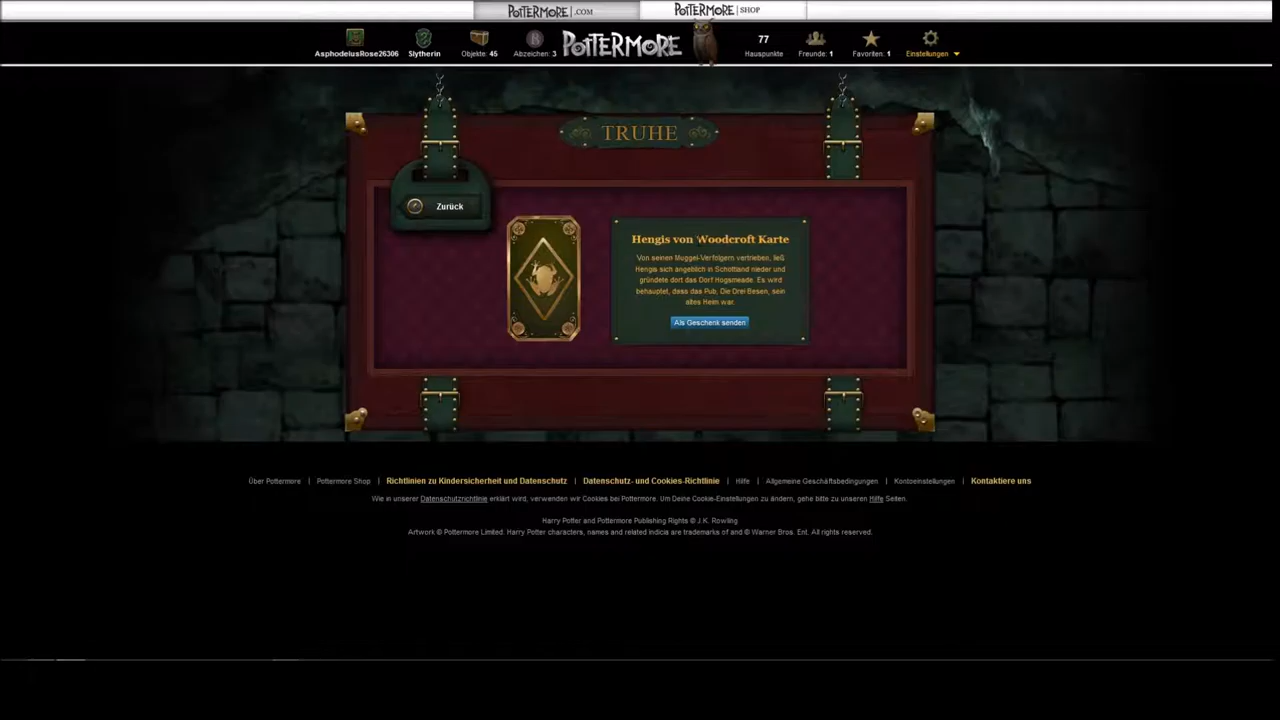 POTTERMORE .COM
POTTERMORE SHOP
AsphodelusRose26306
Slytherin
Objekte: 45
B
Abzeichen: 3
POTTERMORE
77
Hauspunkte
Freunde: 1
Favoriten: 1
Einstellungen
TRUHE
Zurück
Hengis von Woodcroft Karte
Von seinen Muggel-Verfolgern vertrieben, ließ
Hengis sich angeblich in Schottland nieder und
gründete dort das Dorf Hogsmeade. Es wird
behauptet, dass das Pub, Die Drei Besen, sein
altes Heim war.
Als Geschenk senden
Über Pottermore | Pottermore Shop | Richtlinien zu Kindersicherheit und Datenschutz | Datenschutz- und Cookies-Richtlinie | Hilfe | Allgemeine Geschäftsbedingungen | Kontoeinstellungen | Kontaktiere uns
Wie in unserer Datenschutzrichtlinie erklärt wird, verwenden wir Cookies bei Pottermore. Um Deine Cookie-Einstellungen zu ändern, gehe bitte zu unseren Hilfe Seiten.
Harry Potter and Pottermore Publishing Rights © J.K. Rowling
Artwork © Pottermore Limited. Harry Potter characters, names and related indicia are trademarks of and © Warner Bros. Ent. All rights reserved.